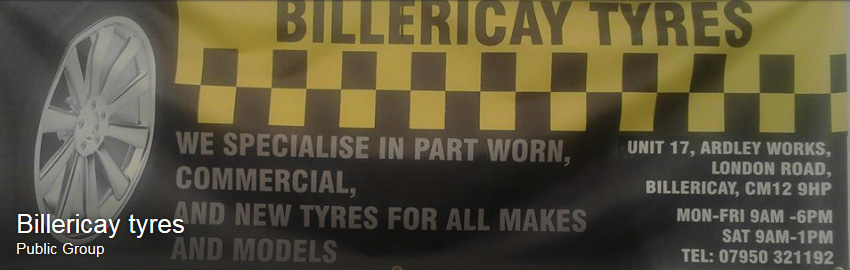 BILLERICAY TYRES
WE SPECIALISE IN PART WORN,
COMMERCIAL,
AND NEW TYRES FOR ALL MAKES
AND MODELS
UNIT 17, ARDLEY WORKS,
LONDON ROAD,
BILLERICAY, CM12 9HP
MON-FRI 9AM -6PM
SAT 9AM-1PM
TEL: 07950 321192
Billericay tyres
Public Group